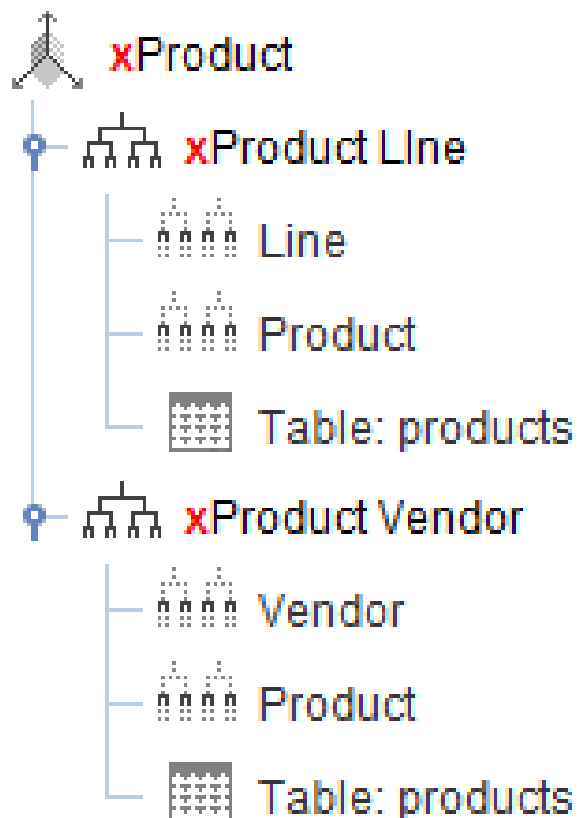 xProduct
xProduct LIne
Line
Product
Table: products
xProduct Vendor
Vendor
Product
Table: products